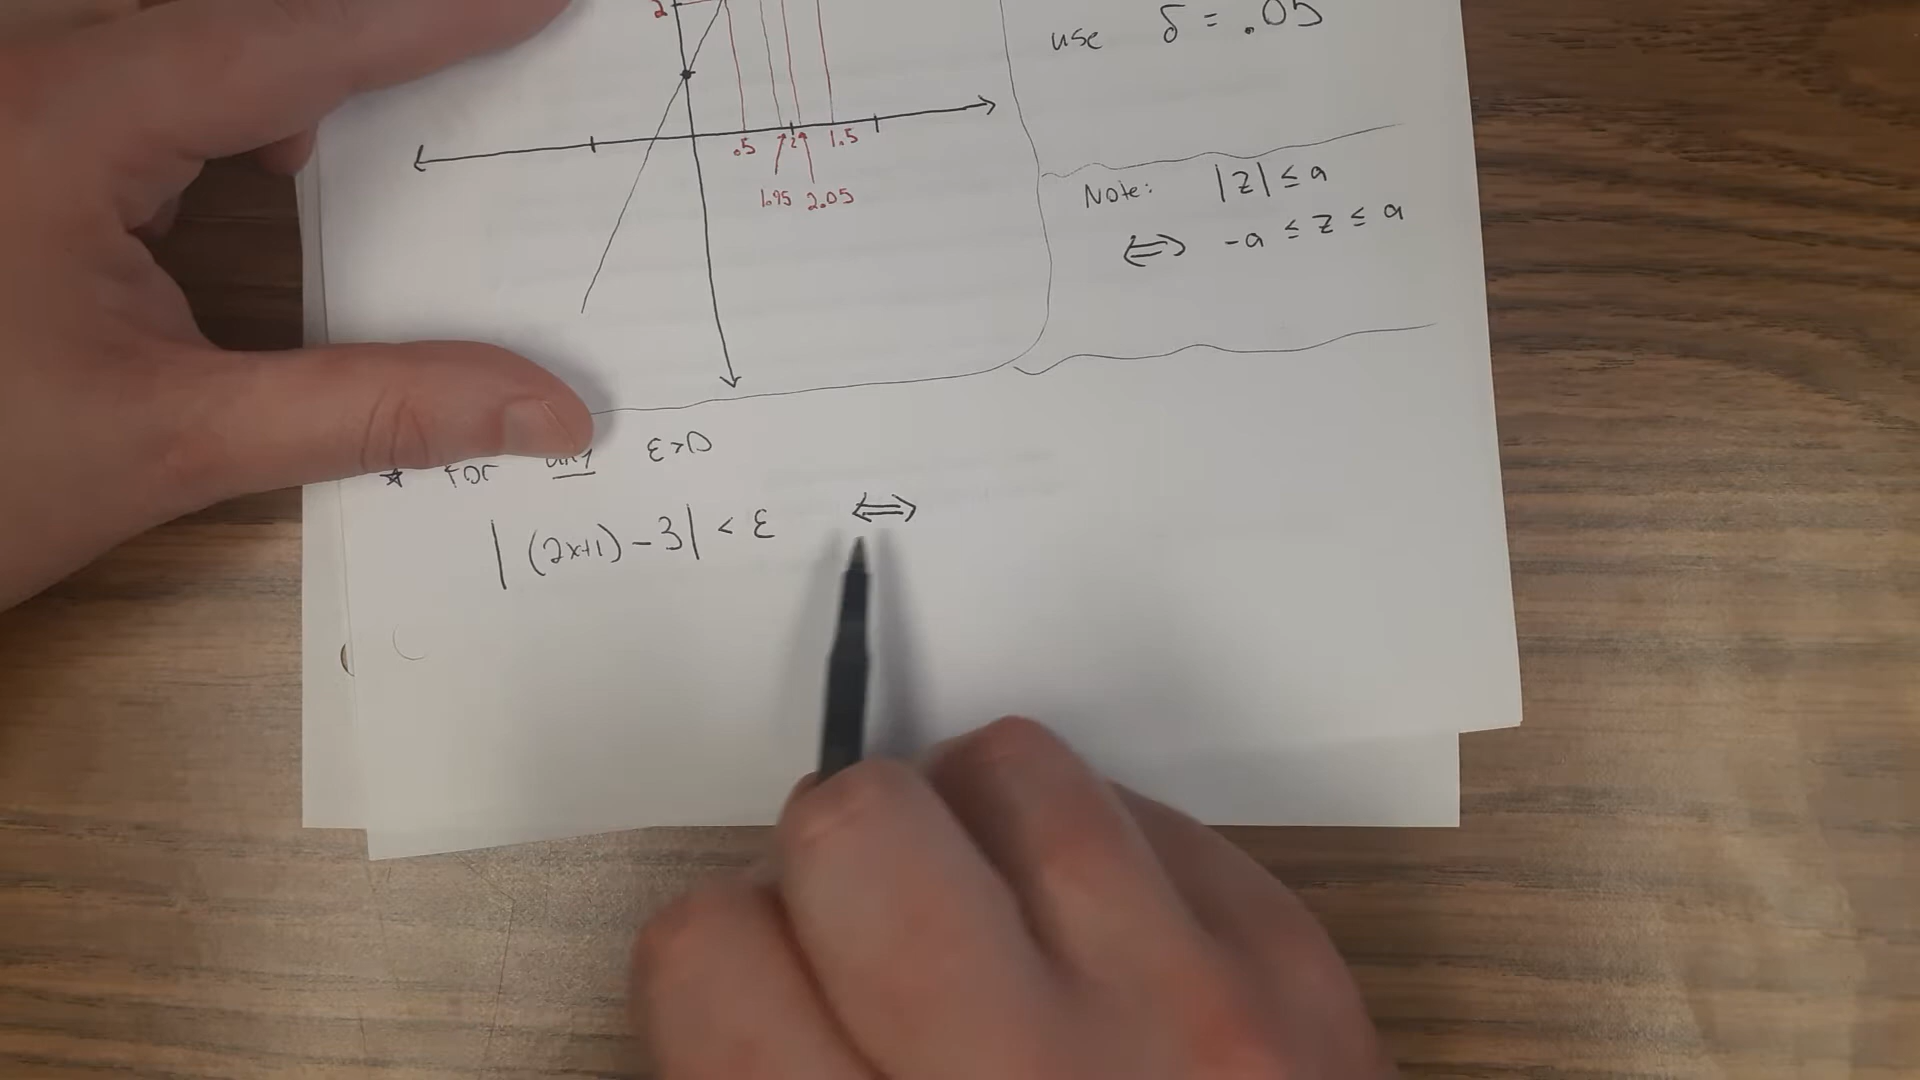 2
use δ = .05
.5 1.5
1.95 2.05
Note: |z| ≤ a
⟺ -a ≤ z ≤ a
★ For any ε>0
|(2x+1) - 3| < ε ⟺